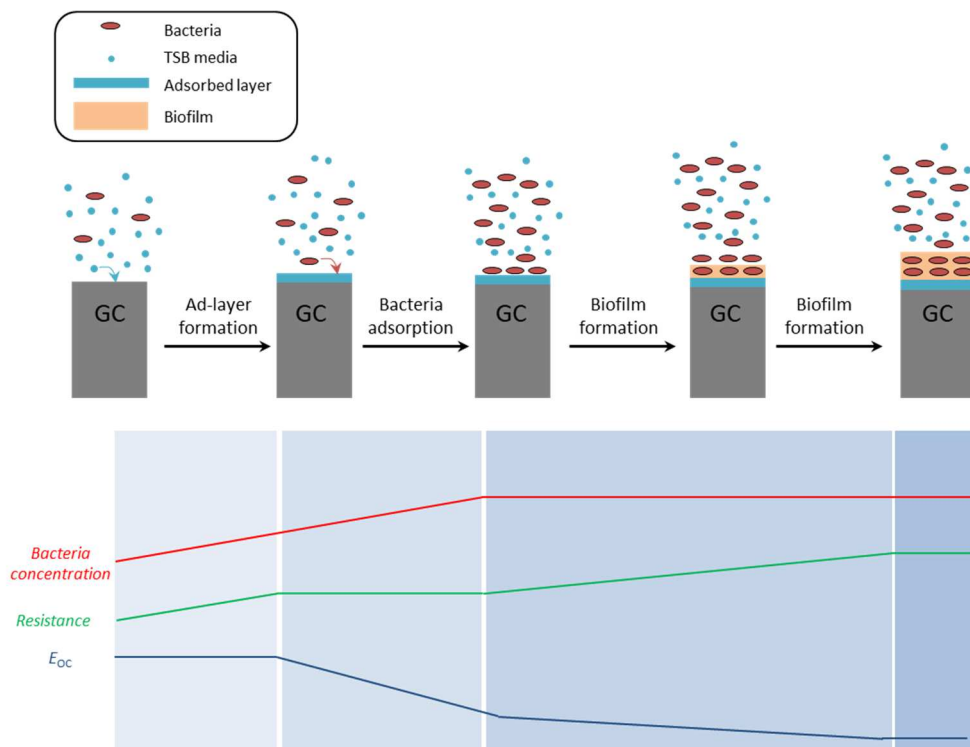 Bacteria
TSB media
Adsorbed layer
Biofilm
GC
GC
GC
GC
GC
Ad-layer
formation
Bacteria
adsorption
Biofilm
formation
Biofilm
formation
Bacteria
concentration
Resistance
EOC